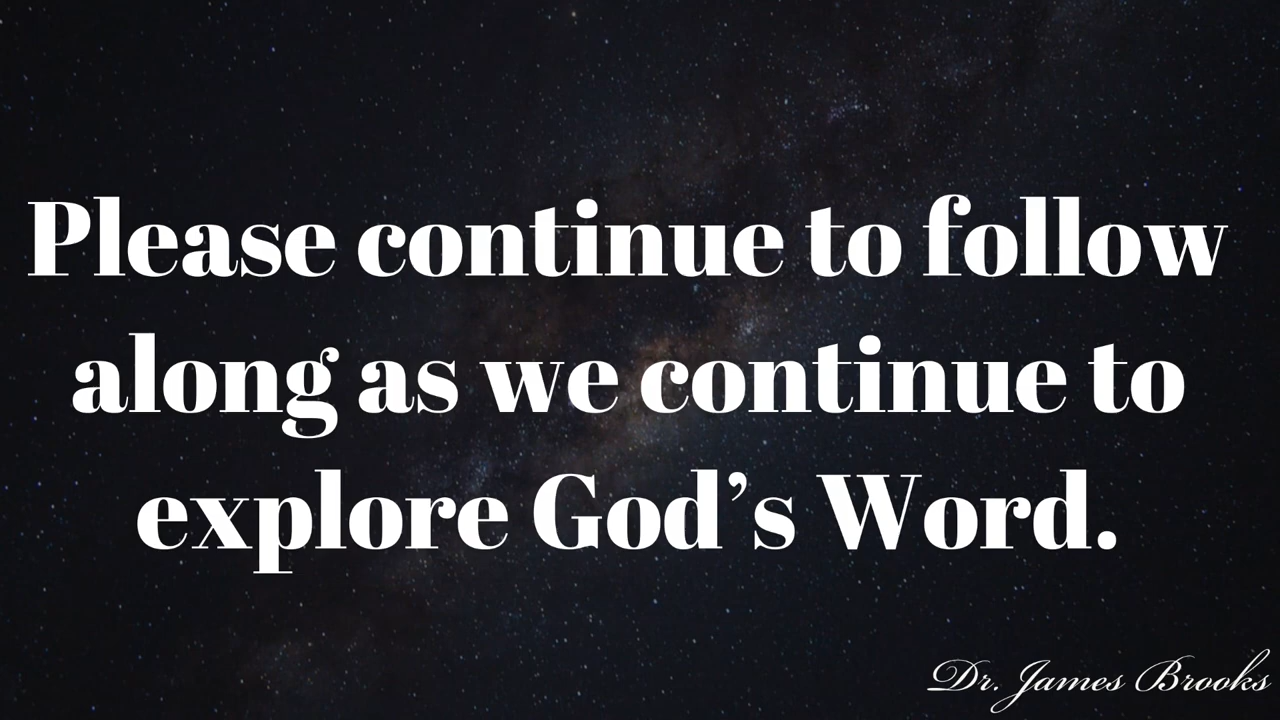 Please continue to follow
along as we continue to
explore God’s Word.
Dr. James Brooks